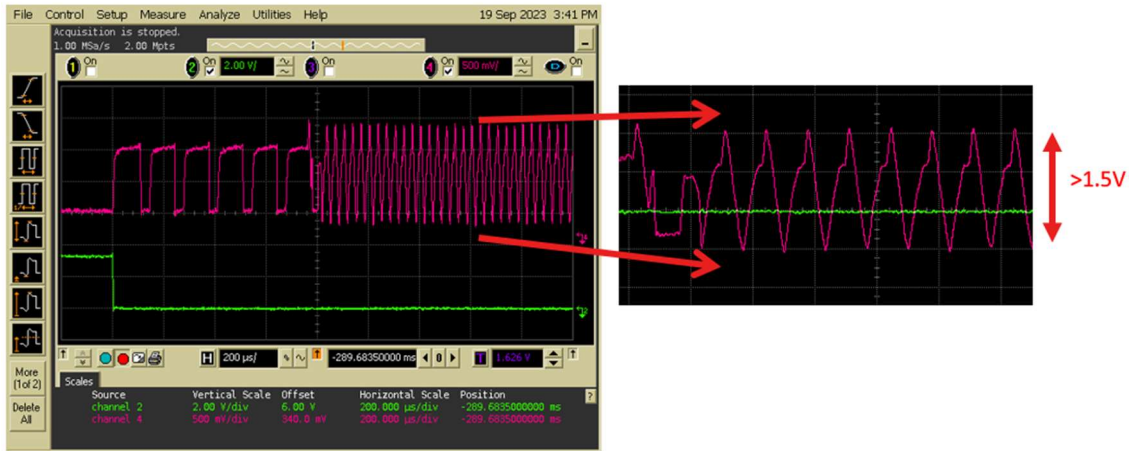 File Control Setup Measure Analyze Utilities Help 19 Sep 2023 3:41 PM
Acquisition is stopped.
1.00 MSa/s 2.00 Mpts
1 On 2 On 2.00 V/ 3 On 4 On 500 mV/ D On
>1.5V
H 200 µs/ -289.68350000 ms 0 T 1.626 V
More
(1of 2)
Delete
All
Scales
Source Vertical Scale Offset Horizontal Scale Position
channel 2 2.00 V/div 6.00 V 200.000 µs/div -289.6835000000 ms
channel 4 500 mV/div 340.0 mV 200.000 µs/div -289.6835000000 ms
?